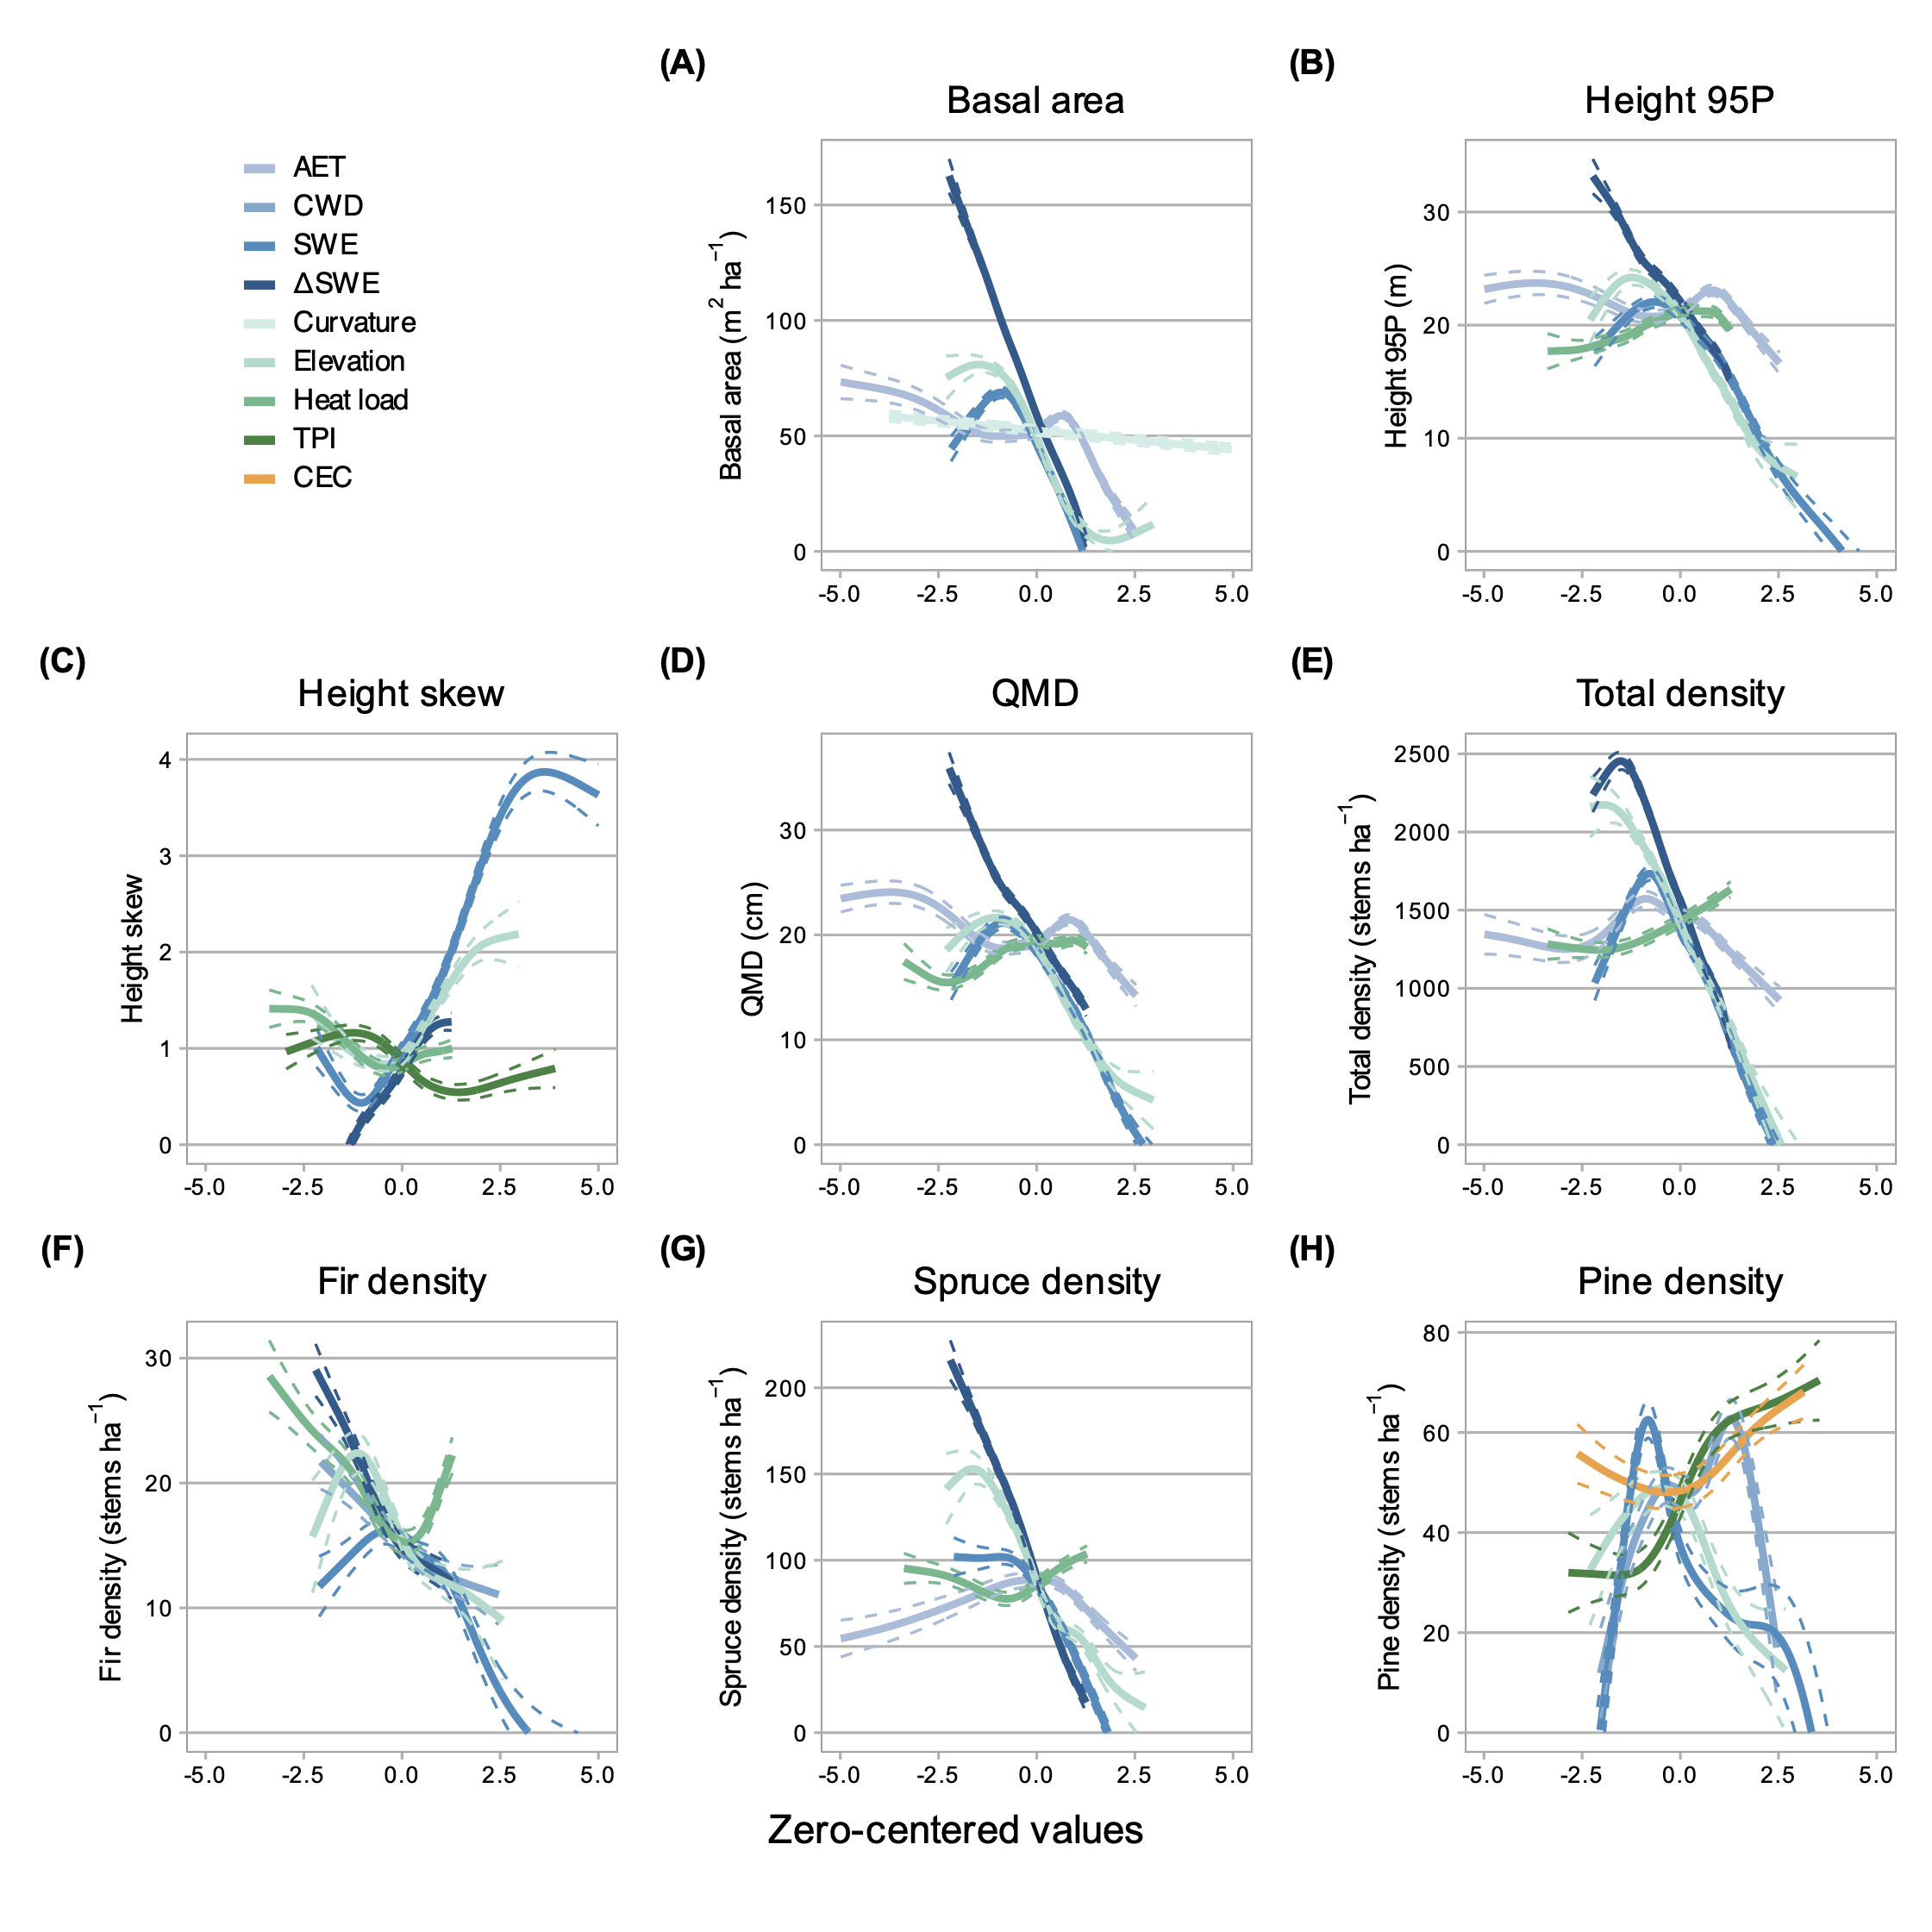 (A)
Basal area
(B)
Height 95P
AET
CWD
SWE
ΔSWE
Curvature
Elevation
Heat load
TPI
CEC
Basal area (m² ha⁻¹)
150
100
50
0
-5.0 -2.5 0.0 2.5 5.0
Height 95P (m)
30
20
10
0
-5.0 -2.5 0.0 2.5 5.0
(C)
Height skew
Height skew
4
3
2
1
0
-5.0 -2.5 0.0 2.5 5.0
(D)
QMD
QMD (cm)
30
20
10
0
-5.0 -2.5 0.0 2.5 5.0
(E)
Total density
Total density (stems ha⁻¹)
2500
2000
1500
1000
500
0
-5.0 -2.5 0.0 2.5 5.0
(F)
Fir density
Fir density (stems ha⁻¹)
30
20
10
0
-5.0 -2.5 0.0 2.5 5.0
(G)
Spruce density
Spruce density (stems ha⁻¹)
200
150
100
50
0
-5.0 -2.5 0.0 2.5 5.0
(H)
Pine density
Pine density (stems ha⁻¹)
80
60
40
20
0
-5.0 -2.5 0.0 2.5 5.0
Zero-centered values